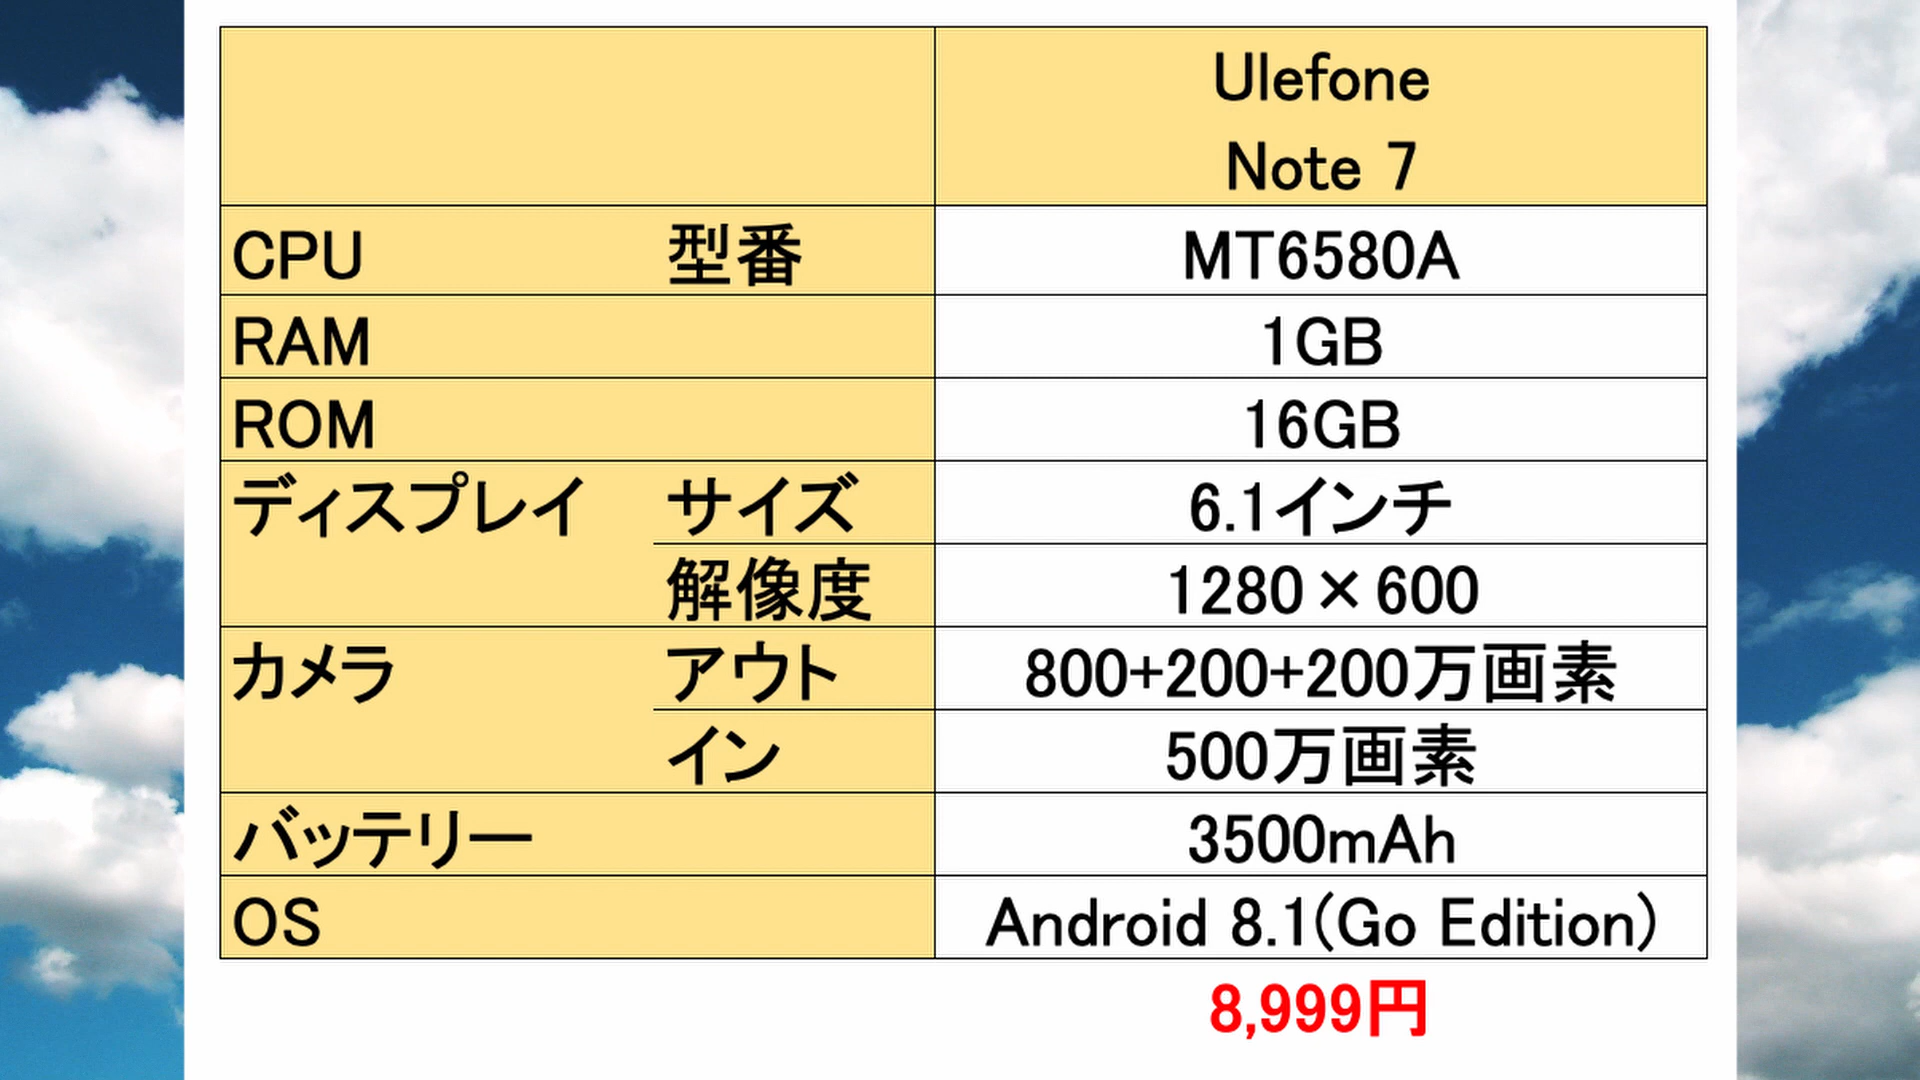 Ulefone
Note 7
CPU 型番 MT6580A
RAM 1GB
ROM 16GB
ディスプレイ サイズ 6.1インチ
解像度 1280×600
カメラ アウト 800+200+200万画素
イン 500万画素
バッテリー 3500mAh
OS Android 8.1(Go Edition)
8,999円